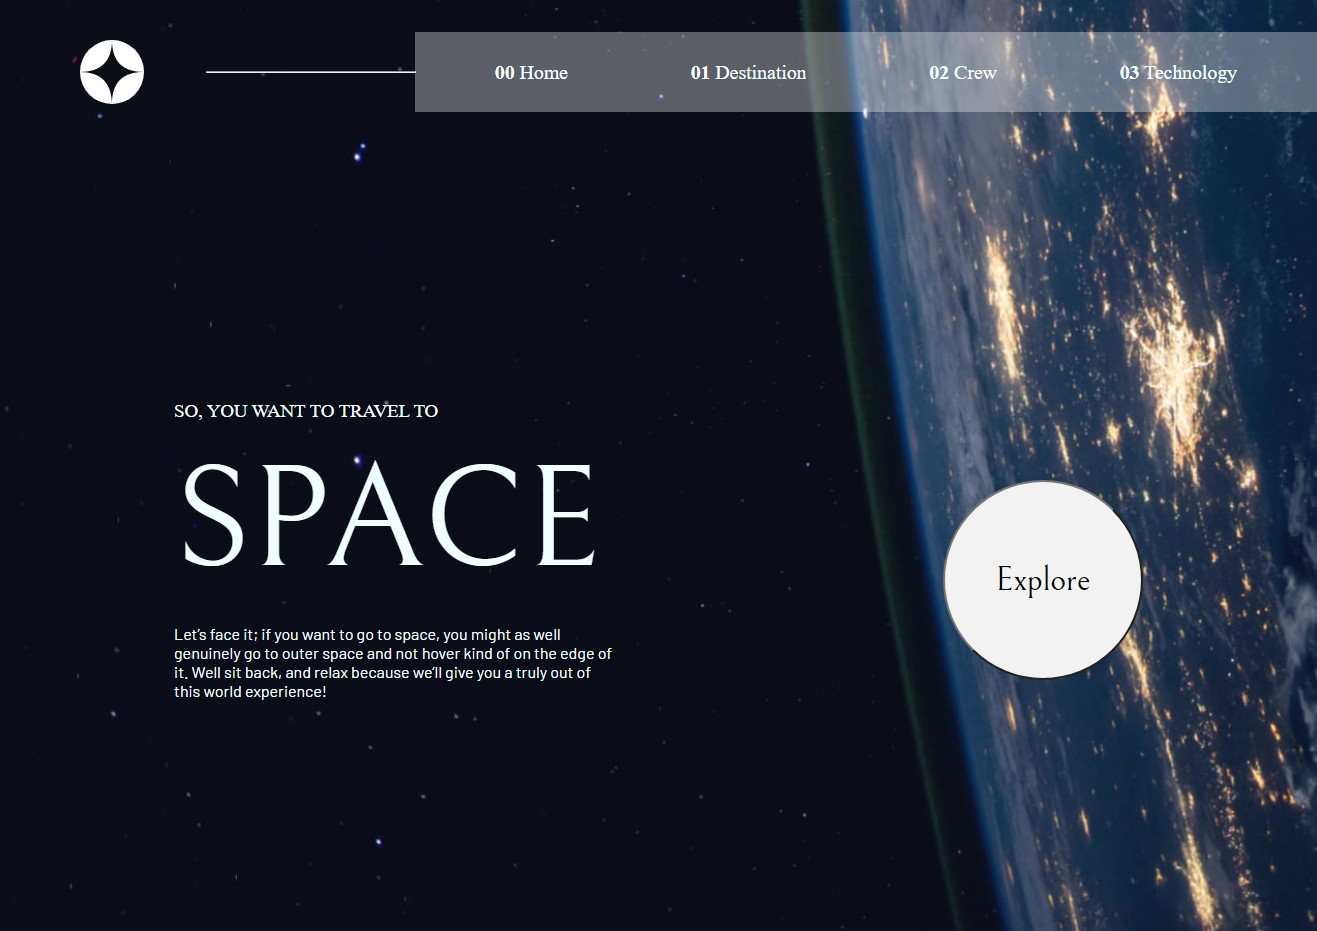 00 Home 01 Destination 02 Crew 03 Technology
SO, YOU WANT TO TRAVEL TO
SPACE
Let's face it; if you want to go to space, you might as well
genuinely go to outer space and not hover kind of on the edge of
it. Well sit back, and relax because we'll give you a truly out of
this world experience!
Explore